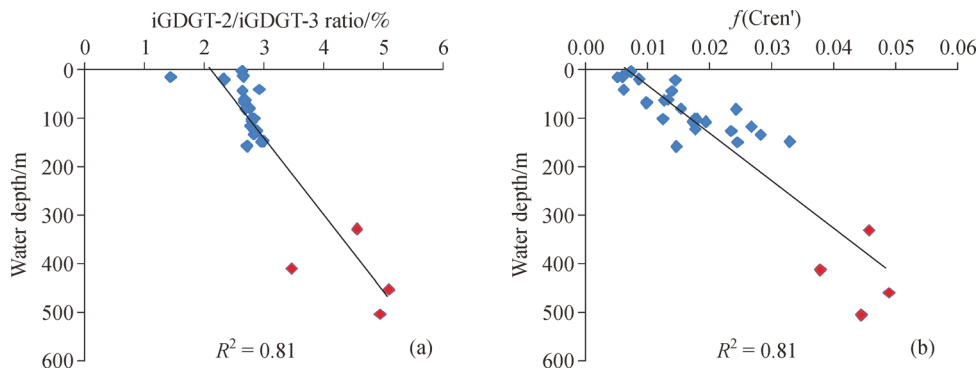 iGDGT-2/iGDGT-3 ratio/%
0 1 2 3 4 5 6
0
100
200
300
400
500
600
Water depth/m
R² = 0.81
(a)
f(Cren')
0.00 0.01 0.02 0.03 0.04 0.05 0.06
0
100
200
300
400
500
600
Water depth/m
R² = 0.81
(b)